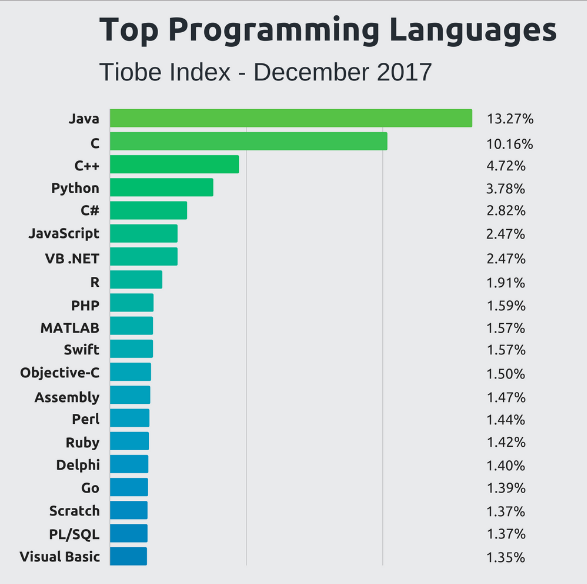 Top Programming Languages
Tiobe Index - December 2017
Java 13.27%
C 10.16%
C++ 4.72%
Python 3.78%
C# 2.82%
JavaScript 2.47%
VB .NET 2.47%
R 1.91%
PHP 1.59%
MATLAB 1.57%
Swift 1.57%
Objective-C 1.50%
Assembly 1.47%
Perl 1.44%
Ruby 1.42%
Delphi 1.40%
Go 1.39%
Scratch 1.37%
PL/SQL 1.37%
Visual Basic 1.35%